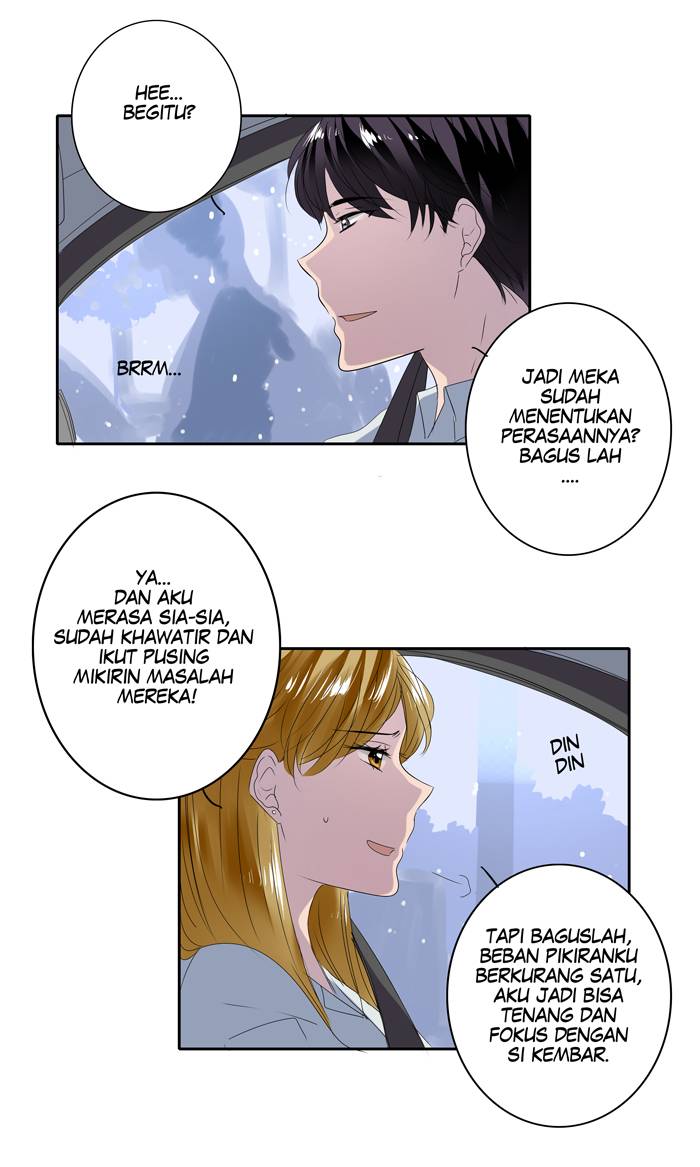 HEE...
BEGITU?
BRRM...
JADI MEKA
SUDAH
MENENTUKAN
PERASAANNYA?
BAGUS LAH
....
YA...
DAN AKU
MERASA SIA-SIA,
SUDAH KHAWATIR DAN
IKUT PUSING
MIKIRIN MASALAH
MEREKA!
DIN
DIN
TAPI BAGUSLAH,
BEBAN PIKIRANKU
BERKURANG SATU,
AKU JADI BISA
TENANG DAN
FOKUS DENGAN
SI KEMBAR.